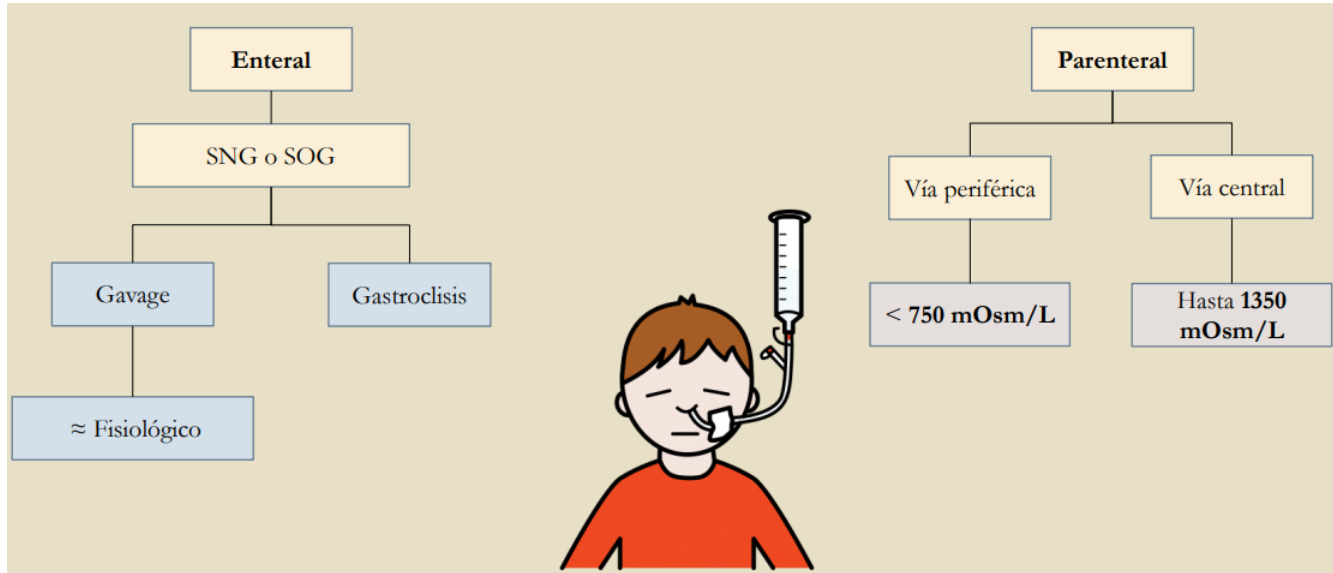 Enteral
SNG o SOG
Gavage
Gastroclisis
≈ Fisiológico
Parenteral
Vía periférica
Vía central
< 750 mOsm/L
Hasta 1350
mOsm/L